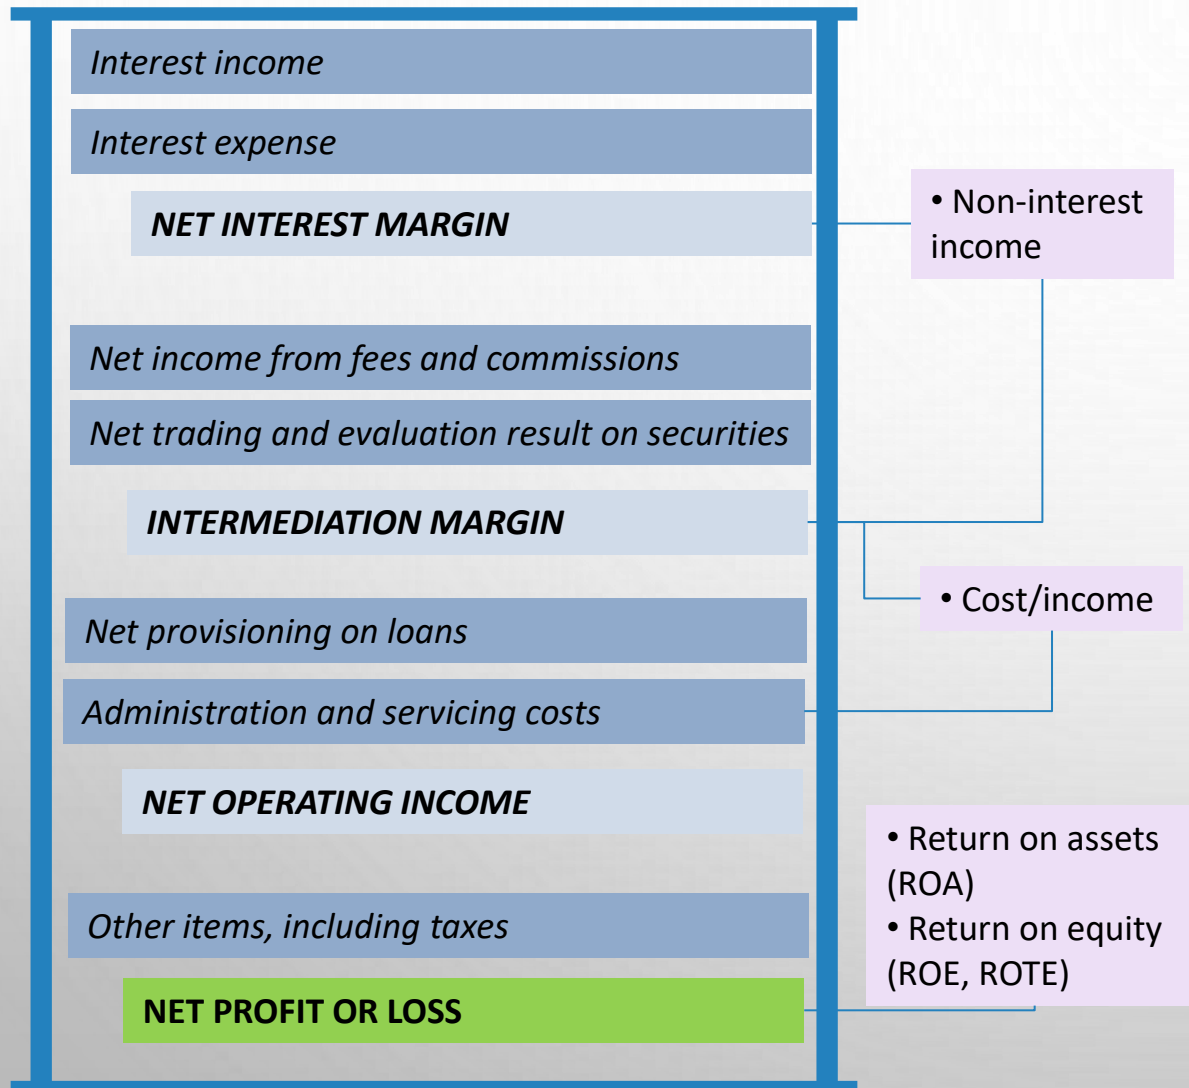 Interest income
Interest expense
NET INTEREST MARGIN
• Non-interest
income
Net income from fees and commissions
Net trading and evaluation result on securities
INTERMEDIATION MARGIN
• Cost/income
Net provisioning on loans
Administration and servicing costs
NET OPERATING INCOME
• Return on assets
(ROA)
• Return on equity
(ROE, ROTE)
Other items, including taxes
NET PROFIT OR LOSS